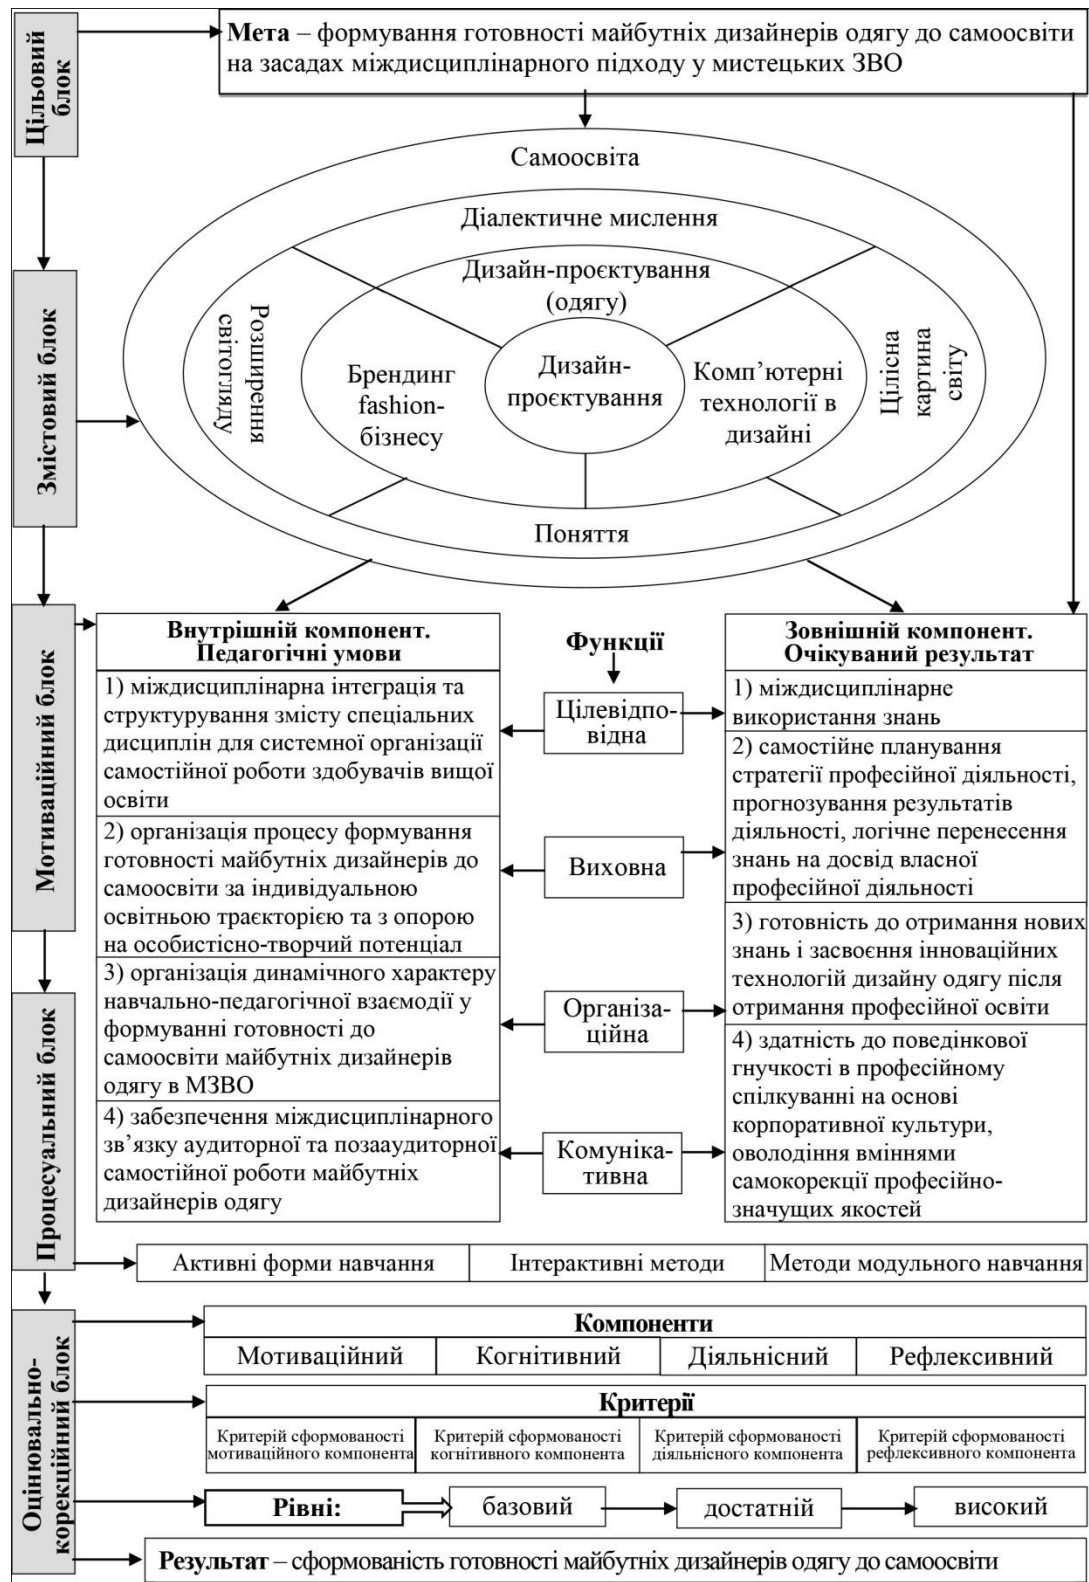 Цільовий
блок
Мета – формування готовності майбутніх дизайнерів одягу до самоосвіти
на засадах міждисциплінарного підходу у мистецьких ЗВО
Змістовий блок
Самоосвіта
Діалектичне мислення
Дизайн-проєктування
(одягу)
Розширення
світогляду
Брендинг
fashion-
бізнесу
Дизайн-
проєктування
Комп’ютерні
технології в
дизайні
Цілісна
картина
світу
Поняття
Мотиваційний блок
Внутрішній компонент.
Педагогічні умови
1) міждисциплінарна інтеграція та
структурування змісту спеціальних
дисциплін для системної організації
самостійної роботи здобувачів вищої
освіти
2) організація процесу формування
готовності майбутніх дизайнерів до
самоосвіти за індивідуальною
освітньою траєкторією та з опорою
на особистісно-творчий потенціал
3) організація динамічного характеру
навчально-педагогічної взаємодії у
формуванні готовності до
самоосвіти майбутніх дизайнерів
одягу в МЗВО
4) забезпечення міждисциплінарного
зв’язку аудиторної та позааудиторної
самостійної роботи майбутніх
дизайнерів одягу
Функції
Цілевідпо-
відна
Виховна
Організа-
ційна
Комуніка-
тивна
Зовнішній компонент.
Очікуваний результат
1) міждисциплінарне
використання знань
2) самостійне планування
стратегії професійної діяльності,
прогнозування результатів
діяльності, логічне перенесення
знань на досвід власної
професійної діяльності
3) готовність до отримання нових
знань і засвоєння інноваційних
технологій дизайну одягу після
отримання професійної освіти
4) здатність до поведінкової
гнучкості в професійному
спілкуванні на основі
корпоративної культури,
оволодіння вміннями
самокорекції професійно-
значущих якостей
Процесуальний блок
Активні форми навчання
Інтерактивні методи
Методи модульного навчання
Оцінювально-
корекційний блок
Компоненти
Мотиваційний
Когнітивний
Діяльнісний
Рефлексивний
Критерії
Критерій сформованості
мотиваційного компонента
Критерій сформованості
когнітивного компонента
Критерій сформованості
діяльнісного компонента
Критерій сформованості
рефлексивного компонента
Рівні:
базовий
достатній
високий
Результат – сформованість готовності майбутніх дизайнерів одягу до самоосвіти